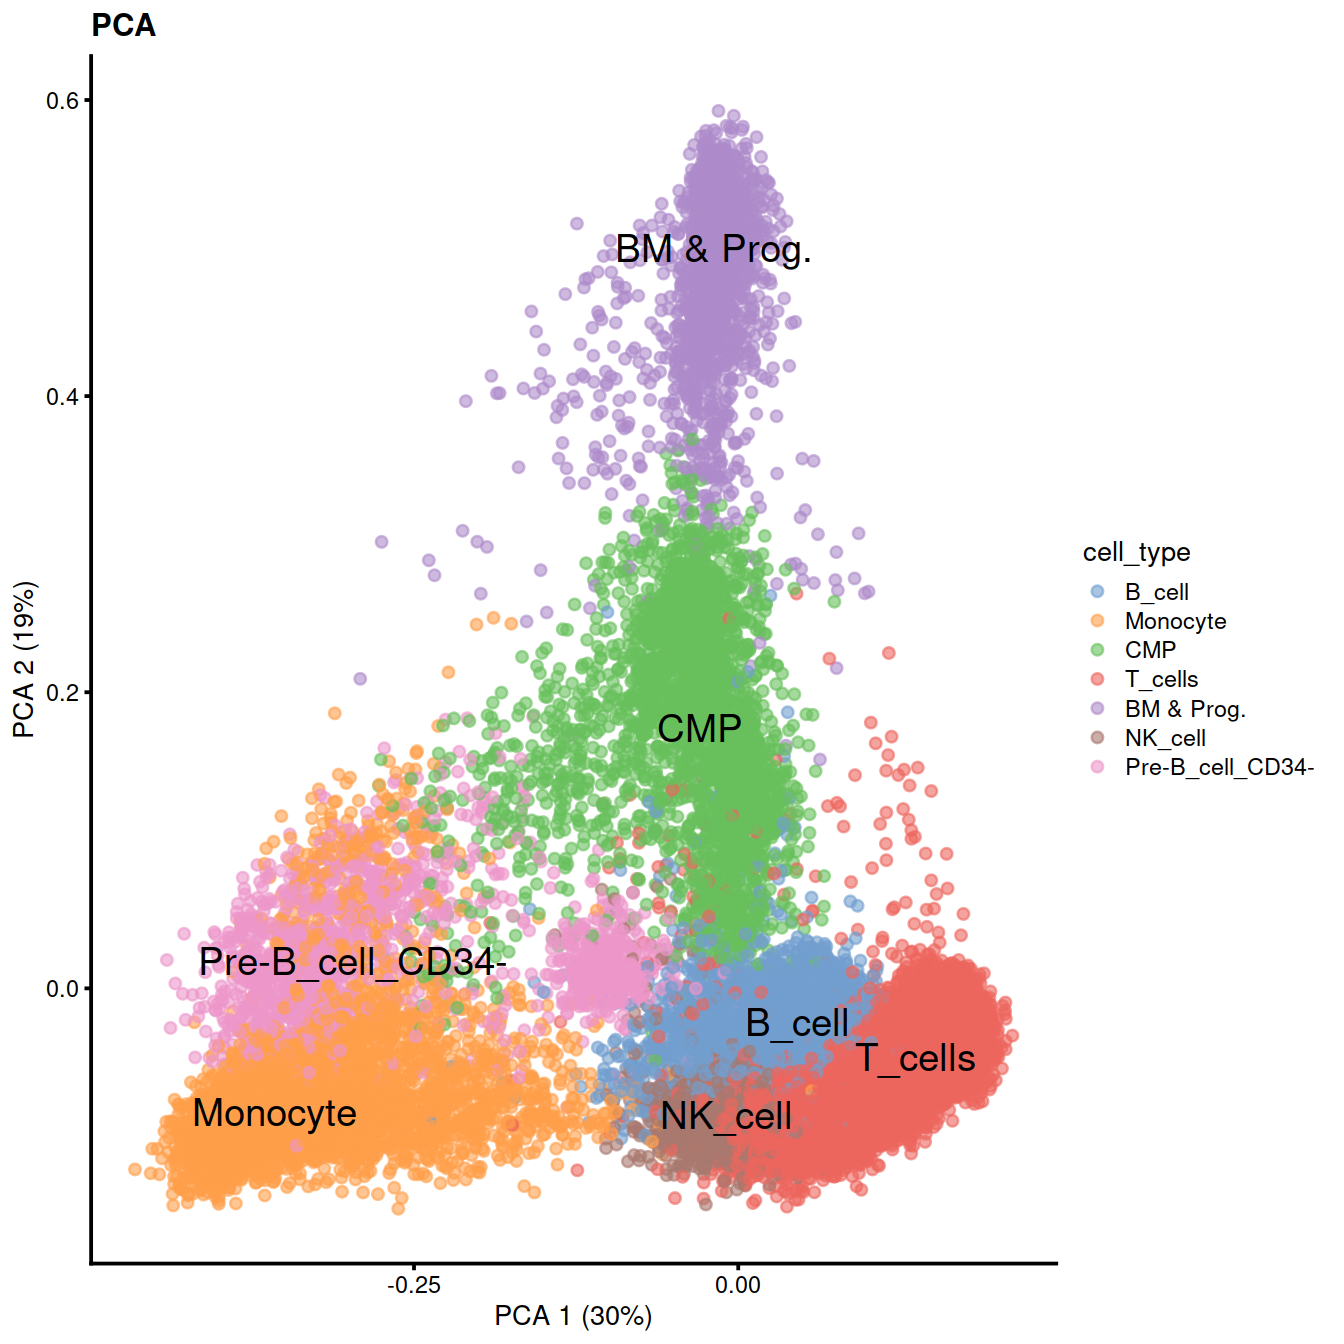 PCA
0.6
0.4
0.2
0.0
PCA 2 (19%)
-0.25
0.00
PCA 1 (30%)
BM & Prog.
CMP
Pre-B_cell_CD34-
B_cell
T_cells
Monocyte
NK_cell
cell_type
B_cell
Monocyte
CMP
T_cells
BM & Prog.
NK_cell
Pre-B_cell_CD34-